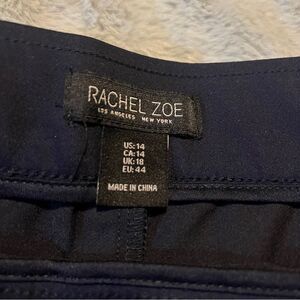 RACHEL ZOE
LOS ANGELES NEW YORK
US: 14
CA: 14
UK: 18
EU: 44
MADE IN CHINA